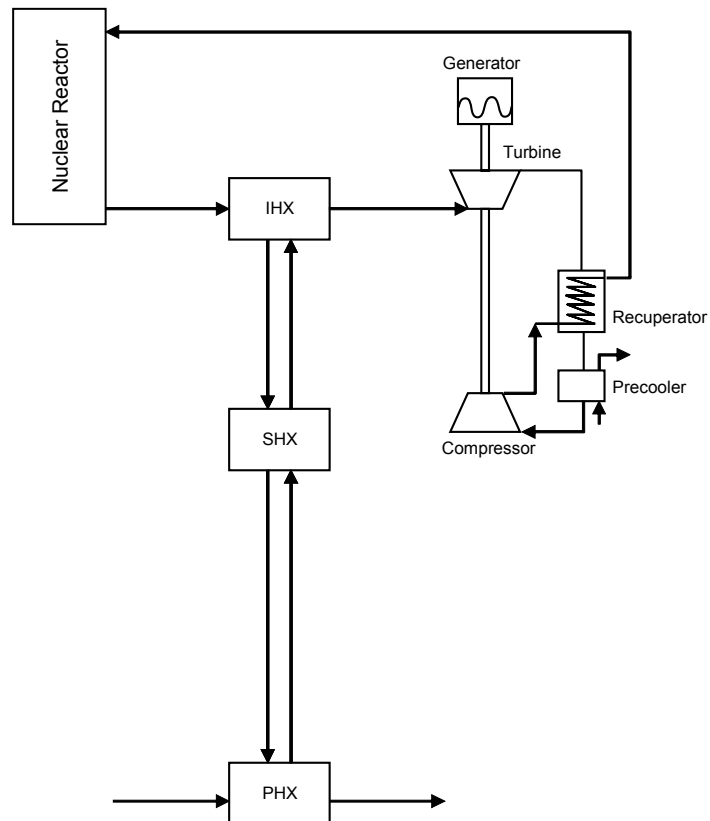 Nuclear Reactor
Generator
Turbine
IHX
Recuperator
Precooler
SHX
Compressor
PHX